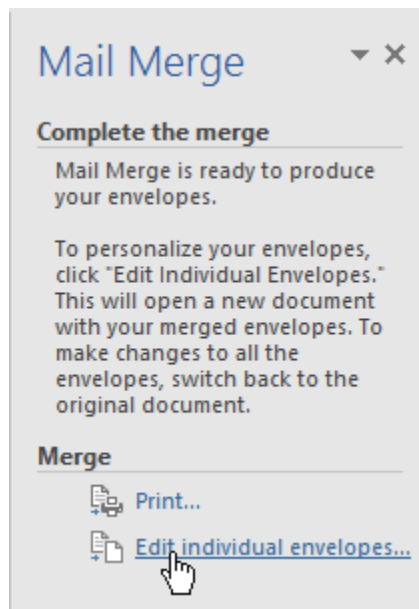 Mail Merge
Complete the merge
Mail Merge is ready to produce
your envelopes.
To personalize your envelopes,
click "Edit Individual Envelopes."
This will open a new document
with your merged envelopes. To
make changes to all the
envelopes, switch back to the
original document.
Merge
Print...
Edit individual envelopes...